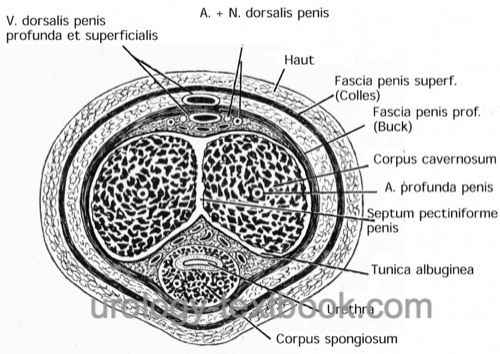 V. dorsalis penis
profunda et superficialis
A. + N. dorsalis penis
Haut
Fascia penis superf.
(Colles)
Fascia penis prof.
(Buck)
Corpus cavernosum
A. profunda penis
Septum pectiniforme
penis
Tunica albuginea
urology-textbook.com
Urethra
Corpus spongiosum